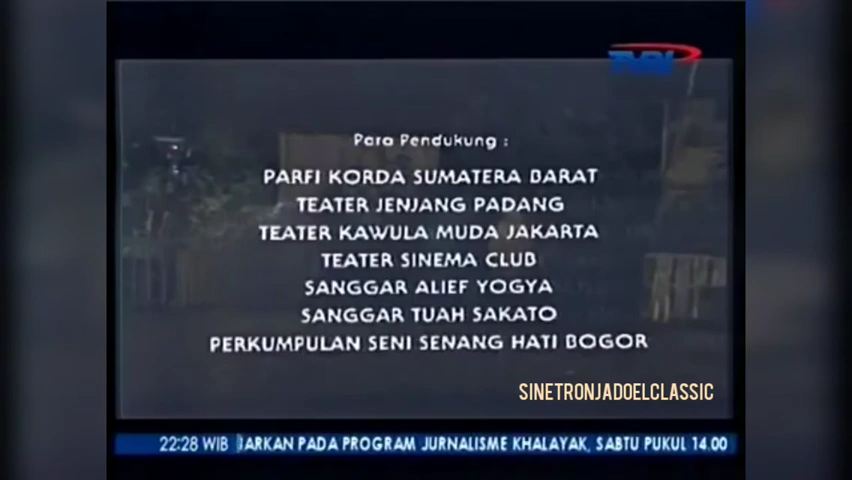 TVRI
Para Pendukung :
PARFI KORDA SUMATERA BARAT
TEATER JENJANG PADANG
TEATER KAWULA MUDA JAKARTA
TEATER SINEMA CLUB
SANGGAR ALIEF YOGYA
SANGGAR TUAH SAKATO
PERKUMPULAN SENI SENANG HATI BOGOR
SINETRONJADOELCLASSIC
22:28 WIB ARKAN PADA PROGRAM JURNALISME KHALAYAK, SABTU PUKUL 14.00